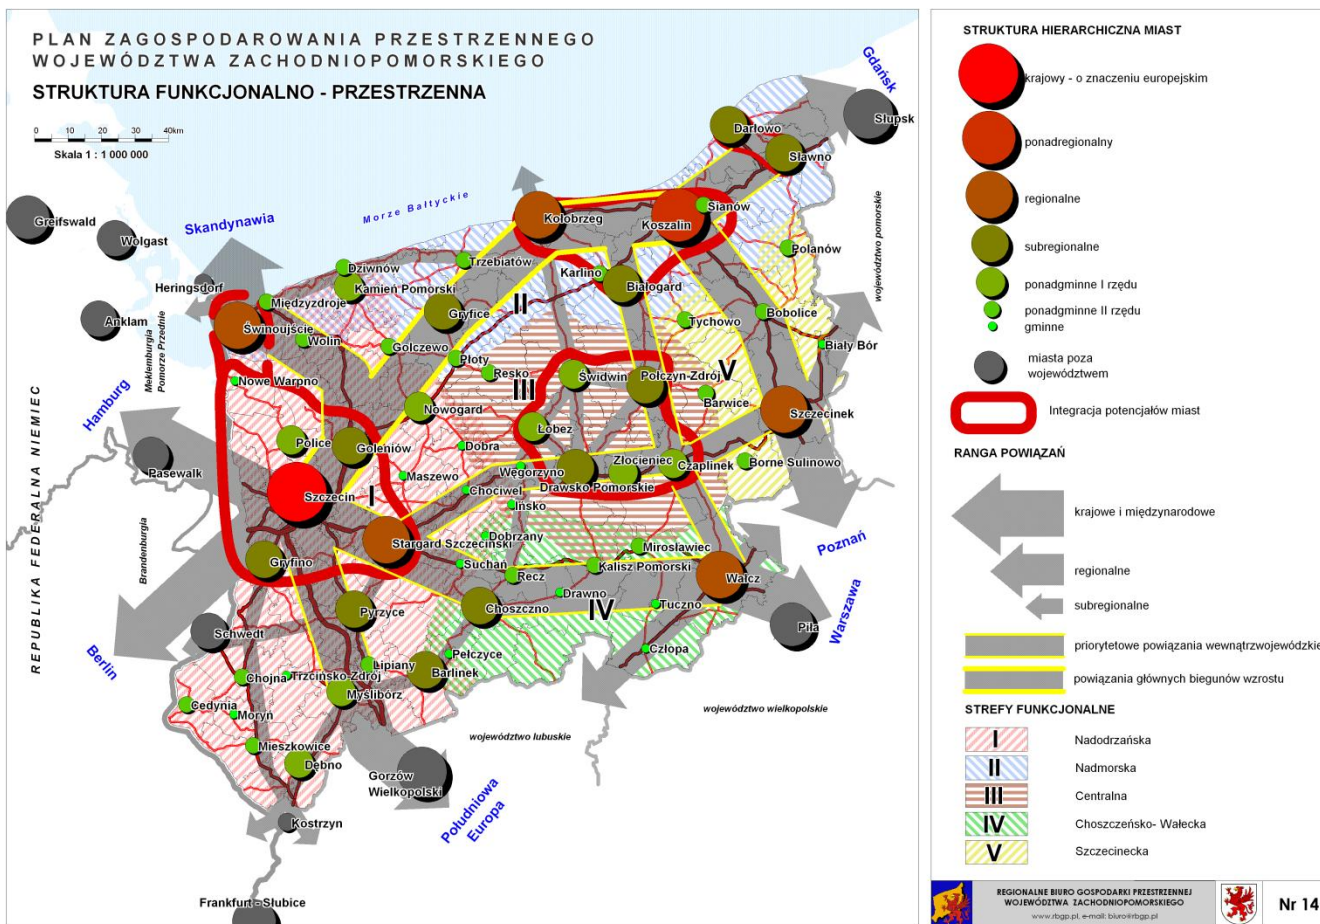 PLAN ZAGOSPODAROWANIA PRZESTRZENNEGO
WOJEWÓDZTWA ZACHODNIOPOMORSKIEGO
STRUKTURA FUNKCJONALNO - PRZESTRZENNA
0 10 20 30 40km
Skala 1 : 1 000 000
Gdańsk
Słupsk
Darłowo
Sławno
Greifswald
Wolgast
Skandynawia
Morze Bałtyckie
Kołobrzeg
Koszalin
Sianów
województwo pomorskie
Polanów
Dziwnów
Trzebiatów
Karlino
Heringsdorf
Kamień Pomorski
Białogard
Międzyzdroje
Gryfice
II
Bobolice
Anklam
Świnoujście
Tychowo
Wolin
Golczewo
Biały Bór
Meklemburgia
Pomorze Przednie
Płoty
Resko
III
Świdwin
Połczyn-Zdrój
V
Nowe Warpno
Barwice
Hamburg
Nowogard
Szczecinek
REPUBLIKA FEDERALNA NIEMIEC
Police
Goleniów
Dobra
Łobez
Pasewalk
Węgorzyno
Złocieniec
Czaplinek
Borne Sulinowo
Maszewo
Drawsko Pomorskie
Szczecin
I
Chociwel
Ińsko
Brandenburgia
Stargard Szczeciński
Dobrzany
Mirosławiec
Poznań
Gryfino
Suchań
Recz
Kalisz Pomorski
Wałcz
Warszawa
Pyrzyce
Choszczno
Drawno
IV
Tuczno
Piła
Schwedt
Berlin
Pełczyce
Człopa
Lipiany
Barlinek
Chojna
Trzcińsko-Zdrój
Myślibórz
Cedynia
Moryń
województwo wielkopolskie
Mieszkowice
województwo lubuskie
Dębno
Gorzów
Wielkopolski
Południowa
Europa
Kostrzyn
Frankfurt - Słubice
STRUKTURA HIERARCHICZNA MIAST
krajowy - o znaczeniu europejskim
ponadregionalny
regionalne
subregionalne
ponadgminne I rzędu
ponadgminne II rzędu
gminne
miasta poza
województwem
Integracja potencjałów miast
RANGA POWIĄZAŃ
krajowe i międzynarodowe
regionalne
subregionalne
priorytetowe powiązania wewnątrzwojewódzkie
powiązania głównych biegunów wzrostu
STREFY FUNKCJONALNE
I Nadodrzańska
II Nadmorska
III Centralna
IV Choszczeńsko- Wałecka
V Szczecinecka
REGIONALNE BIURO GOSPODARKI PRZESTRZENNEJ
WOJEWÓDZTWA ZACHODNIOPOMORSKIEGO
www.rbgp.pl, e-mail: biuro@rbgp.pl
Nr 14